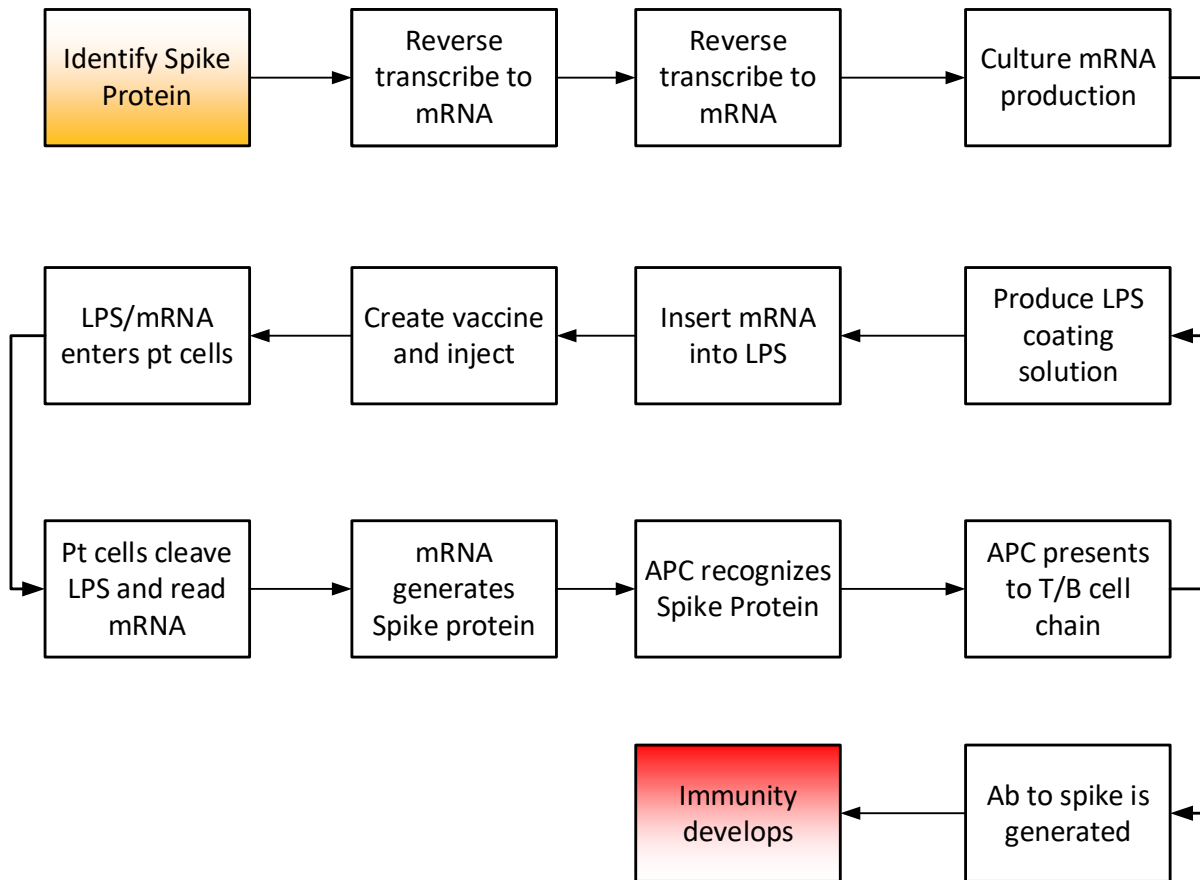 Identify Spike
Protein
Reverse
transcribe to
mRNA
Reverse
transcribe to
mRNA
Culture mRNA
production
Produce LPS
coating
solution
Insert mRNA
into LPS
Create vaccine
and inject
LPS/mRNA
enters pt cells
Pt cells cleave
LPS and read
mRNA
mRNA
generates
Spike protein
APC recognizes
Spike Protein
APC presents
to T/B cell
chain
Ab to spike is
generated
Immunity
develops